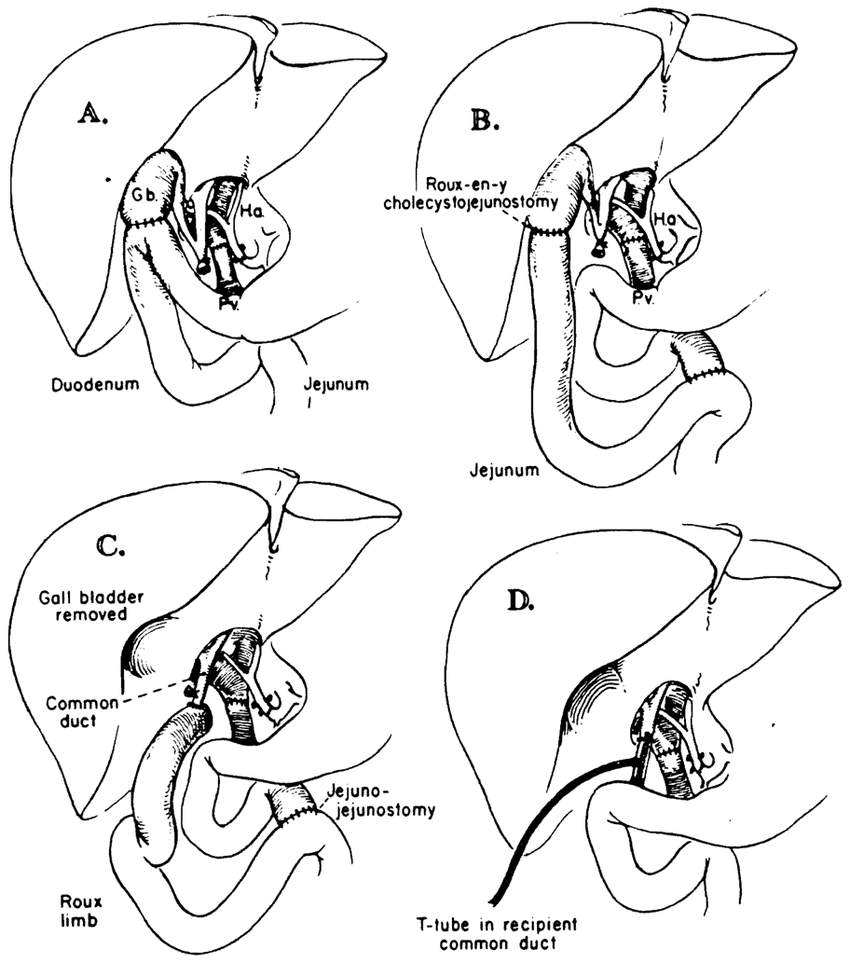 A.
Gb.
Ha.
Pv.
Duodenum
Jejunum
B.
Roux-en-y
cholecystojejunostomy
Ha.
Pv.
Jejunum
C.
Gall bladder
removed
Common
duct
Jejuno-
jejunostomy
Roux
limb
D.
T-tube in recipient
common duct